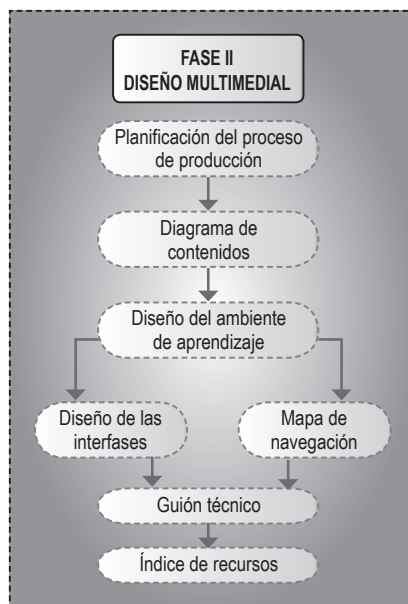 FASE II
DISEÑO MULTIMEDIAL
Planificación del proceso
de producción
Diagrama de
contenidos
Diseño del ambiente
de aprendizaje
Diseño de las
interfases
Mapa de
navegación
Guión técnico
Índice de recursos